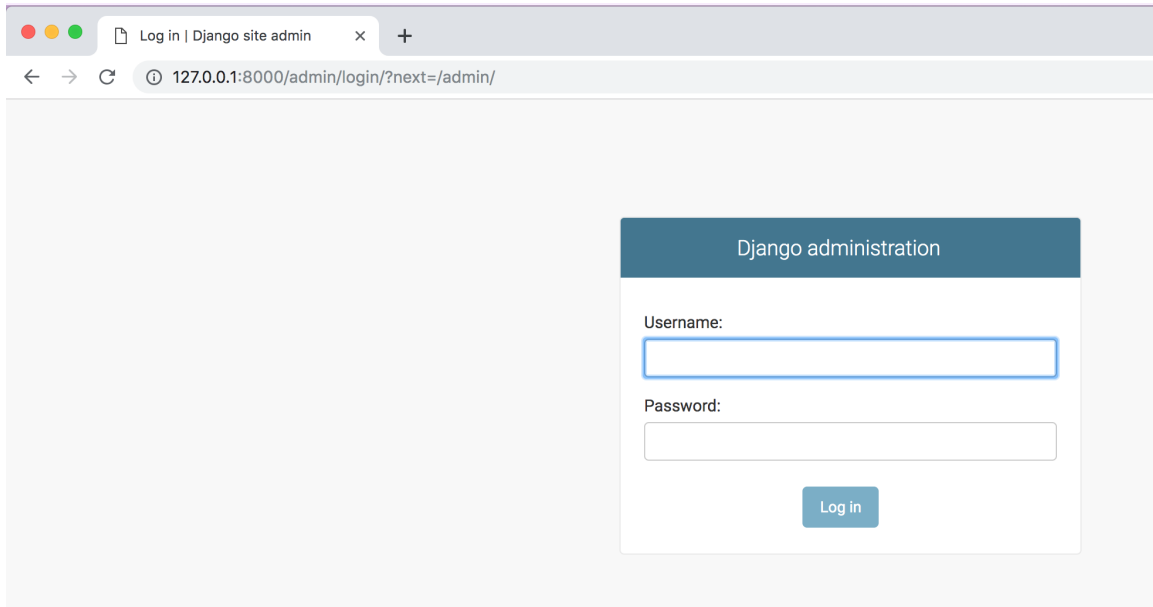 Log in | Django site admin
127.0.0.1:8000/admin/login/?next=/admin/
Django administration
Username:
Password:
Log in